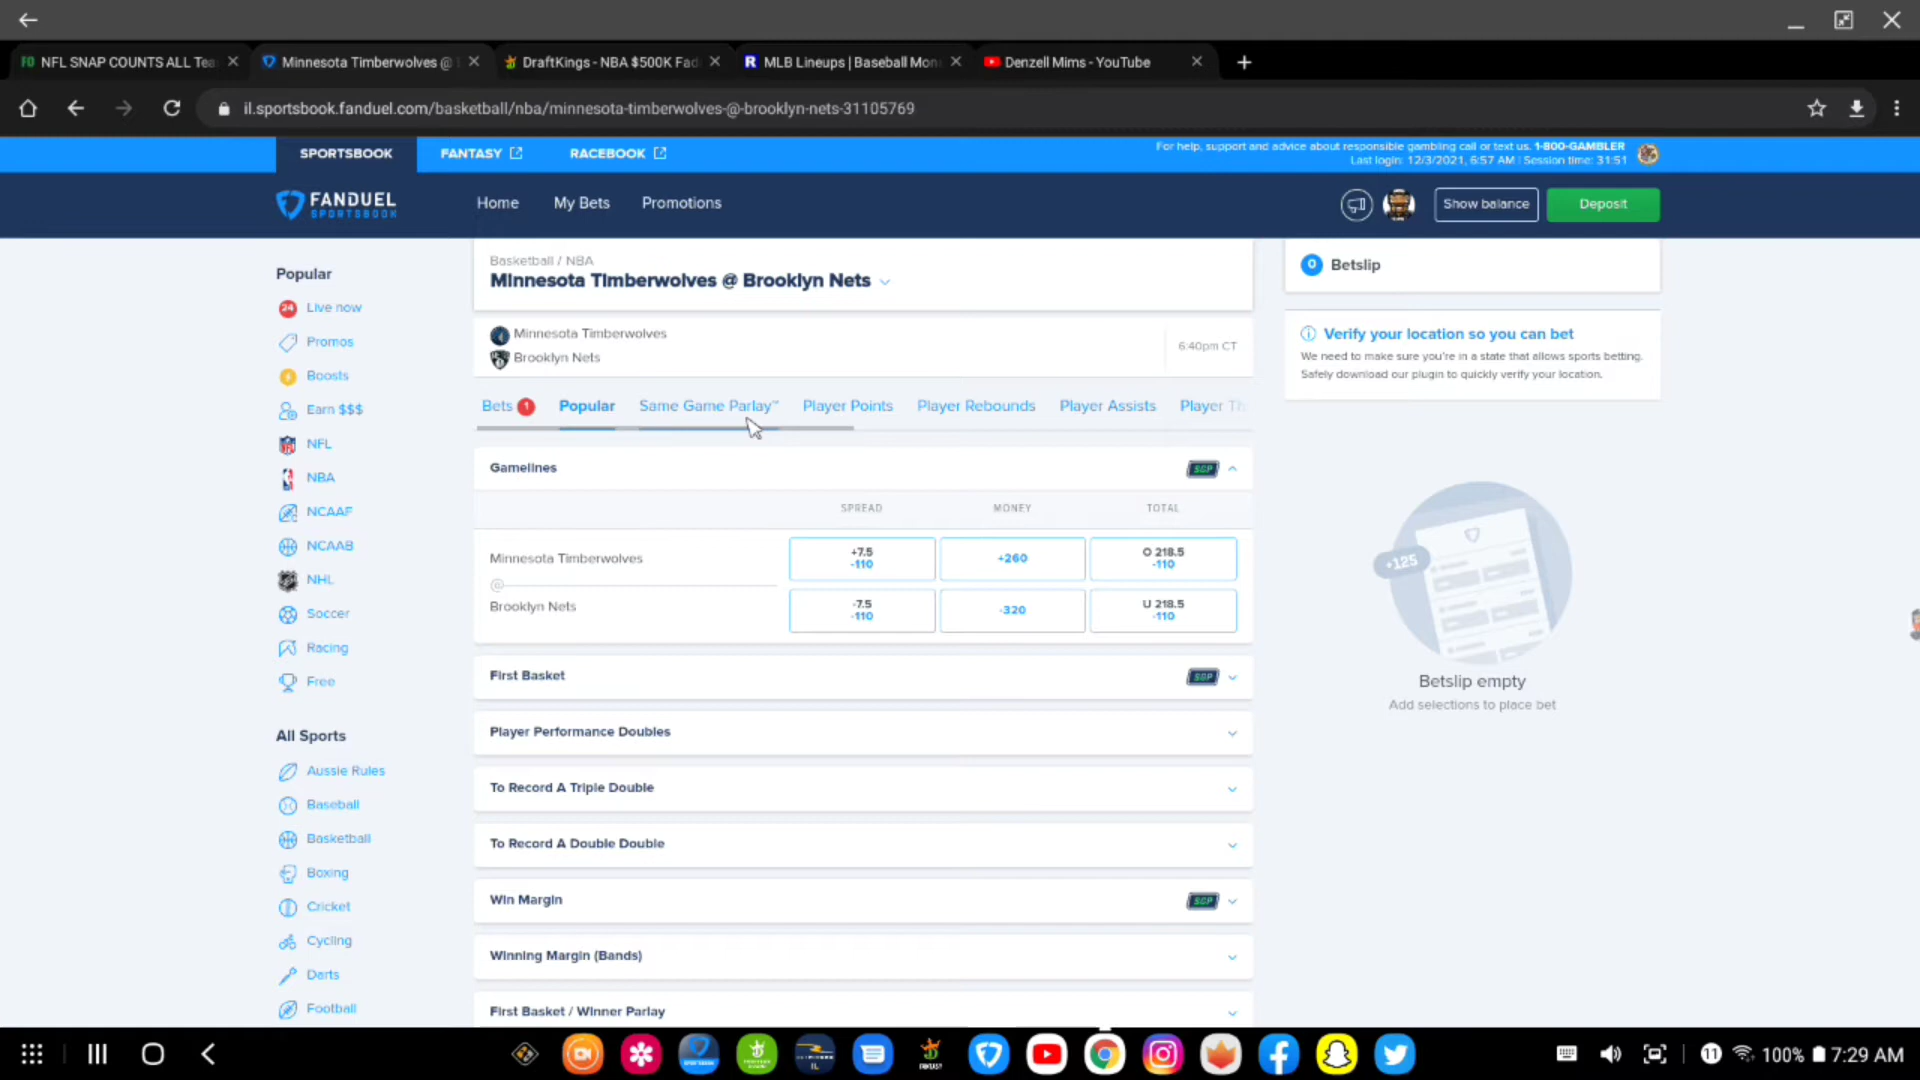 NFL SNAP COUNTS ALL Tea
Minnesota Timberwolves @
DraftKings - NBA $500K Fad
MLB Lineups | Baseball Mon
Denzell Mims - YouTube
il.sportsbook.fanduel.com/basketball/nba/minnesota-timberwolves-@-brooklyn-nets-31105769
SPORTSBOOK
FANTASY
RACEBOOK
For help, support and advice about responsible gambling call or text us. 1-800-GAMBLER
Last login: 12/3/2021, 6:57 AM | Session time: 31:51
FANDUEL
SPORTSBOOK
Home
My Bets
Promotions
Show balance
Deposit
Popular
24 Live now
Promos
Boosts
Earn $$$
NFL
NBA
NCAAF
NCAAB
NHL
Soccer
Racing
Free
All Sports
Aussie Rules
Baseball
Basketball
Boxing
Cricket
Cycling
Darts
Football
Basketball / NBA
Minnesota Timberwolves @ Brooklyn Nets
Minnesota Timberwolves
Brooklyn Nets
6:40pm CT
Bets 1
Popular
Same Game Parlay™
Player Points
Player Rebounds
Player Assists
Player Th
Gamelines
SGP
SPREAD
MONEY
TOTAL
Minnesota Timberwolves
+7.5
-110
+260
O 218.5
-110
@
Brooklyn Nets
-7.5
-110
-320
U 218.5
-110
First Basket
SGP
Player Performance Doubles
To Record A Triple Double
To Record A Double Double
Win Margin
SGP
Winning Margin (Bands)
First Basket / Winner Parlay
0 Betslip
Verify your location so you can bet
We need to make sure you're in a state that allows sports betting.
Safely download our plugin to quickly verify your location.
+125
Betslip empty
Add selections to place bet
11
100%
7:29 AM